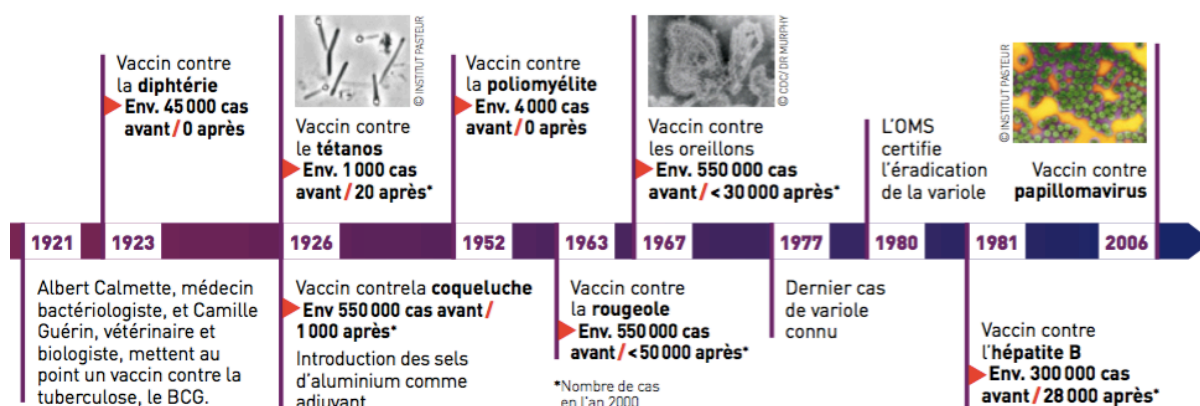 Vaccin contre
la diphtérie
Env. 45 000 cas
avant/0 après
© INSTITUT PASTEUR
Vaccin contre
le tétanos
Env. 1 000 cas
avant/20 après*
Vaccin contre
la poliomyélite
Env. 4 000 cas
avant/0 après
© CDC/ DR MURPHY
Vaccin contre
les oreillons
Env. 550 000 cas
avant/< 30 000 après*
L'OMS
certifie
l'éradication
de la variole
© INSTITUT PASTEUR
Vaccin contre
papillomavirus
1921 1923 1926 1952 1963 1967 1977 1980 1981 2006
Albert Calmette, médecin
bactériologiste, et Camille
Guérin, vétérinaire et
biologiste, mettent au
point un vaccin contre la
tuberculose, le BCG.
Vaccin contrela coqueluche
Env 550 000 cas avant/
1 000 après*
Introduction des sels
d'aluminium comme
adjuvant
Vaccin contre
la rougeole
Env. 550 000 cas
avant/< 50 000 après*
*Nombre de cas
en l'an 2000
Dernier cas
de variole
connu
Vaccin contre
l'hépatite B
Env. 300 000 cas
avant/ 28 000 après*